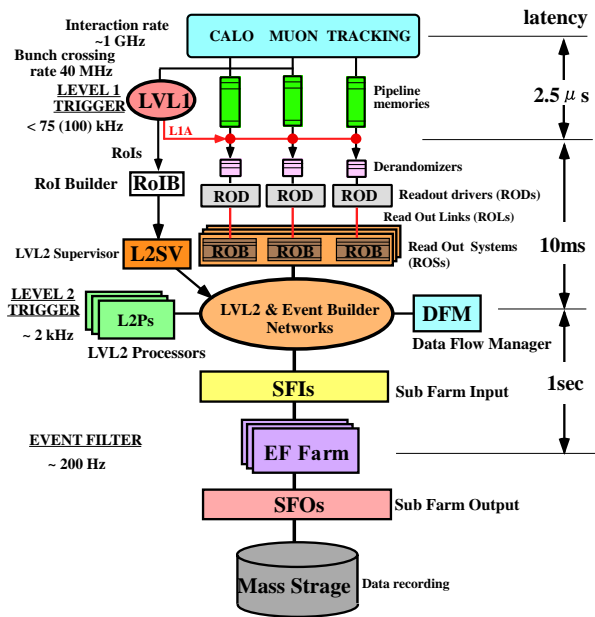 latency
Interaction rate
~1 GHz
CALO MUON TRACKING
Bunch crossing
rate 40 MHz
LEVEL 1
TRIGGER
< 75 (100) kHz
LVL1
Pipeline
memories
2.5 μ s
L1A
RoIs
Derandomizers
RoI Builder
RoIB
ROD
ROD
ROD
Readout drivers (RODs)
Read Out Links (ROLs)
LVL2 Supervisor
L2SV
ROB
ROB
ROB
Read Out Systems
(ROSs)
10ms
LEVEL 2
TRIGGER
~ 2 kHz
L2Ps
LVL2 Processors
LVL2 & Event Builder
Networks
DFM
Data Flow Manager
SFIs
Sub Farm Input
1sec
EVENT FILTER
~ 200 Hz
EF Farm
SFOs
Sub Farm Output
Mass Strage
Data recording